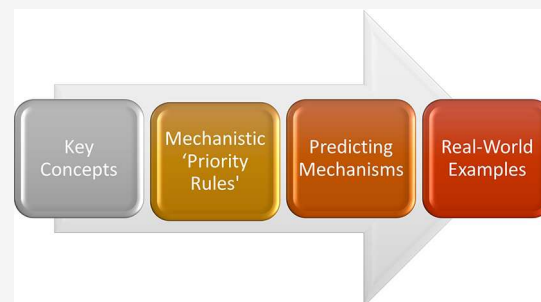 Key
Concepts
Mechanistic
‘Priority
Rules'
Predicting
Mechanisms
Real-World
Examples